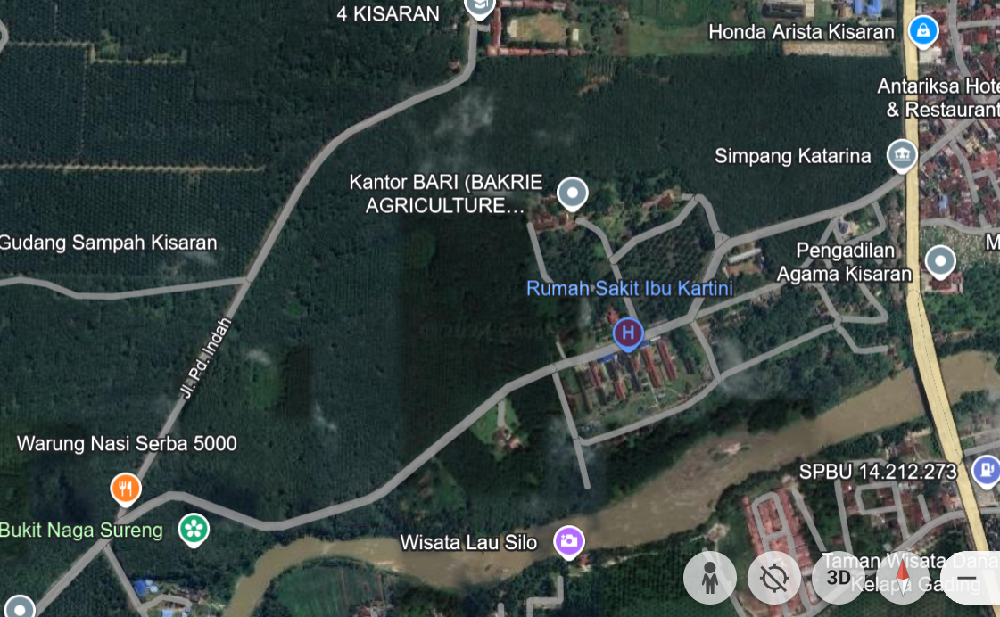 4 KISARAN
Honda Arista Kisaran
Antariksa Hote
& Restaurant
Simpang Katarina
Kantor BARI (BAKRIE
AGRICULTURE...
Gudang Sampah Kisaran
Pengadilan
Agama Kisaran
M
Rumah Sakit Ibu Kartini
H
Jl. Pd. Indah
Warung Nasi Serba 5000
SPBU 14.212.273
Bukit Naga Sureng
Wisata Lau Silo
Taman Wisata Dana
Kelapa Gading
3D